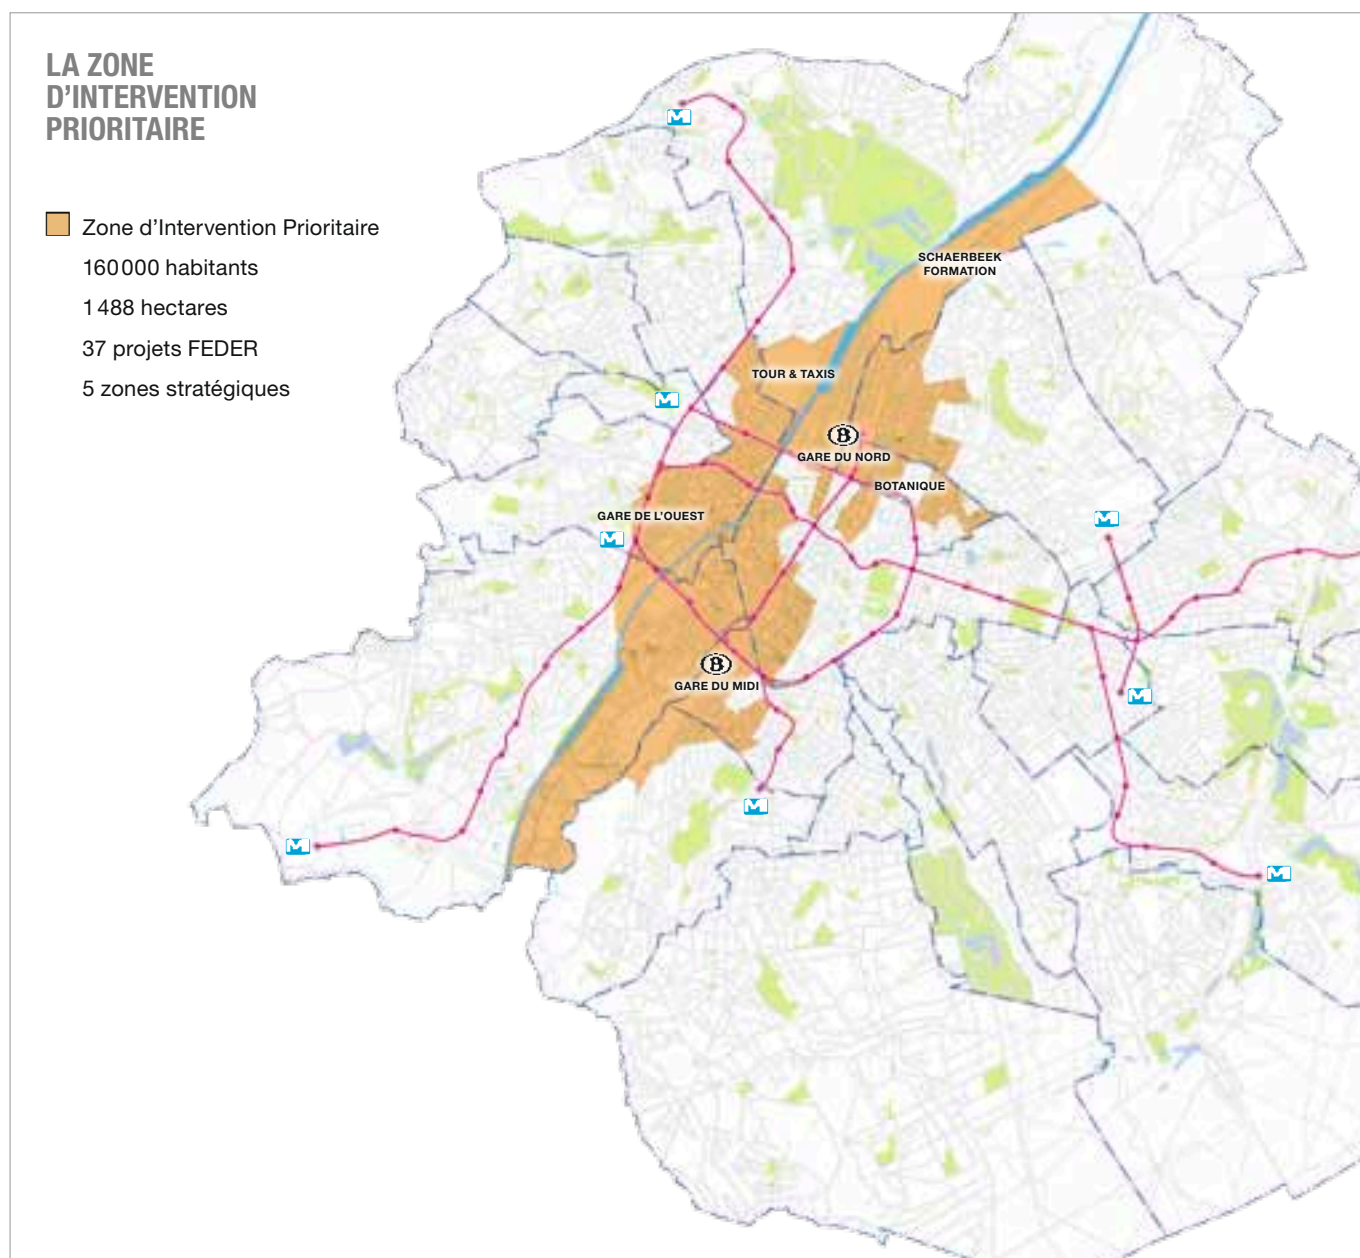 LA ZONE
D’INTERVENTION
PRIORITAIRE
Zone d’Intervention Prioritaire
160 000 habitants
1 488 hectares
37 projets FEDER
5 zones stratégiques
M
SCHAERBEEK
FORMATION
TOUR & TAXIS
M
B
GARE DU NORD
BOTANIQUE
GARE DE L’OUEST
M
M
B
GARE DU MIDI
M
M
M
M